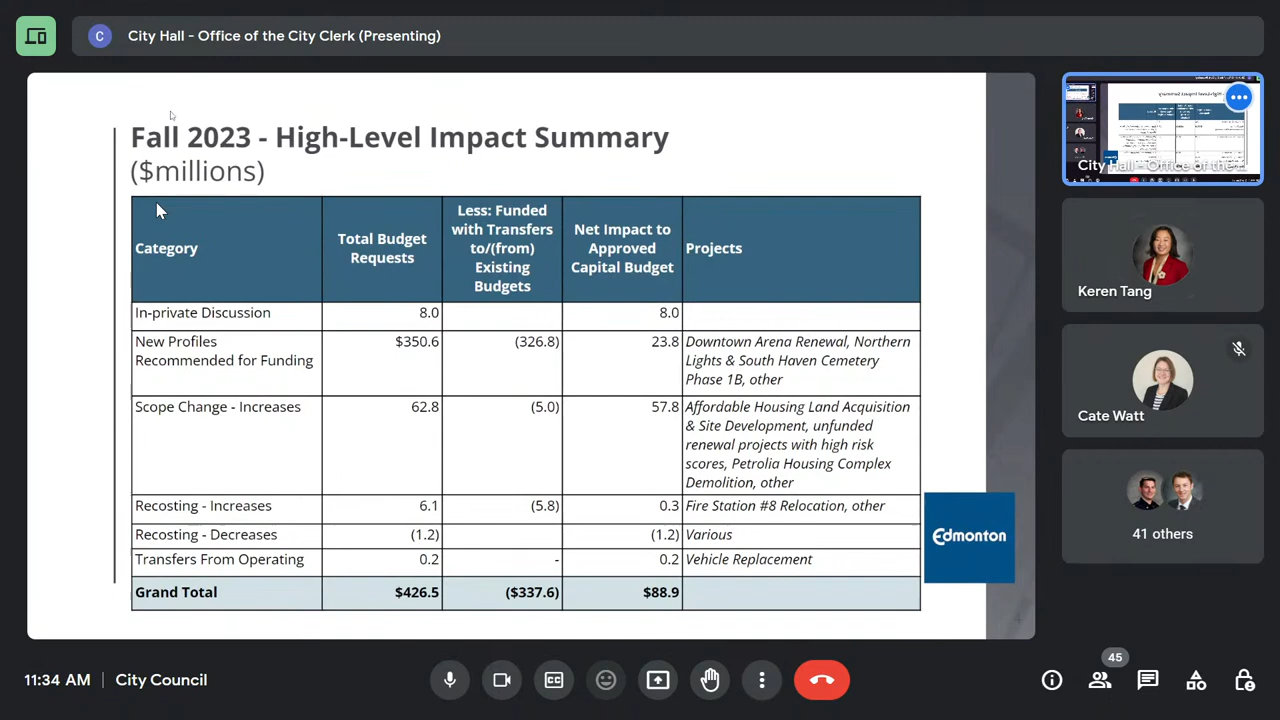 City Hall - Office of the City Clerk (Presenting)
C
Fall 2023 - High-Level Impact Summary
($millions)
Category
Total Budget
Requests
Less: Funded
with Transfers
to/(from)
Existing
Budgets
Net Impact to
Approved
Capital Budget
Projects
In-private Discussion
8.0
8.0
New Profiles
Recommended for Funding
$350.6
(326.8)
23.8
Downtown Arena Renewal, Northern
Lights & South Haven Cemetery
Phase 1B, other
Scope Change - Increases
62.8
(5.0)
57.8
Affordable Housing Land Acquisition
& Site Development, unfunded
renewal projects with high risk
scores, Petrolia Housing Complex
Demolition, other
Recosting - Increases
6.1
(5.8)
0.3
Fire Station #8 Relocation, other
Recosting - Decreases
(1.2)
(1.2)
Various
Transfers From Operating
0.2
-
0.2
Vehicle Replacement
Grand Total
$426.5
($337.6)
$88.9
Edmonton
City Hall - Office of the ...
Keren Tang
Cate Watt
41 others
11:34 AM | City Council
CC
45